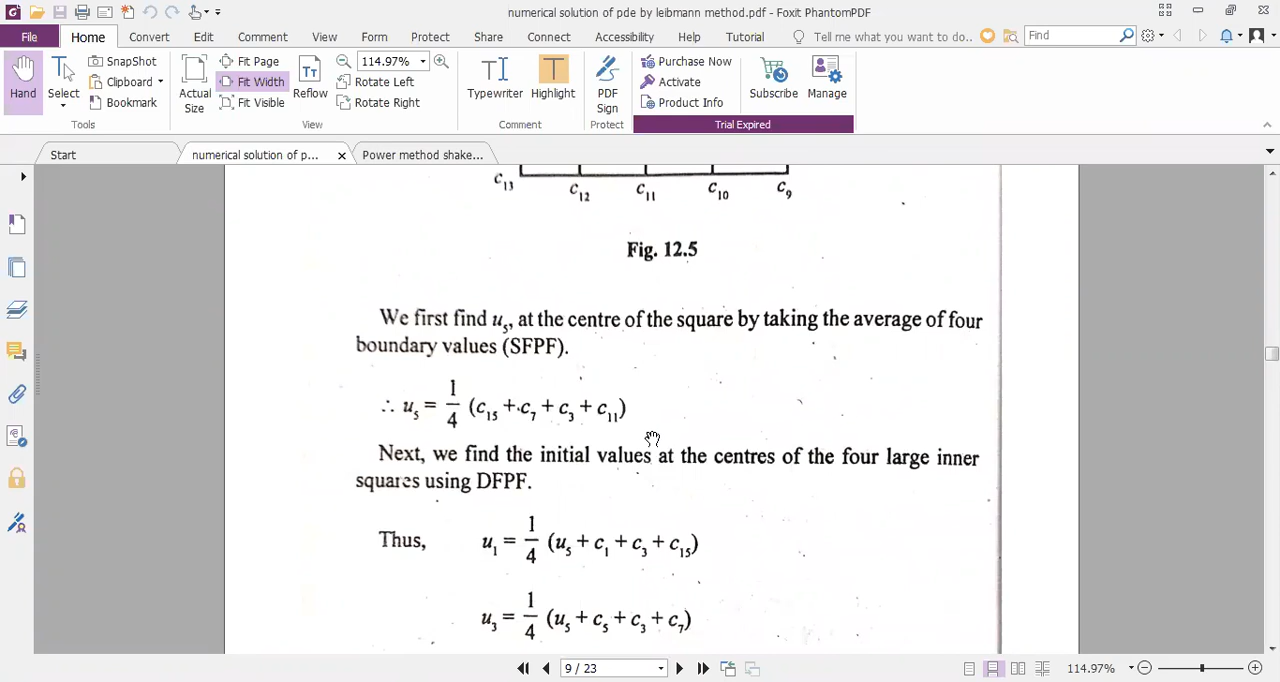 numerical solution of pde by leibmann method.pdf - Foxit PhantomPDF
File Home Convert Edit Comment View Form Protect Share Connect Accessibility Help Tutorial Tell me what you want to do.. Find
Hand
Select
SnapShot
Clipboard
Bookmark
Tools
Actual Size
Fit Page
Fit Width
Fit Visible
Reflow
114.97%
Rotate Left
Rotate Right
View
Typewriter
Highlight
Comment
PDF Sign
Protect
Purchase Now
Activate
Product Info
Subscribe
Manage
Trial Expired
Start numerical solution of p... Power method shake...
c₁₃ c₁₂ c₁₁ c₁₀ c₉
Fig. 12.5
We first find u₅, at the centre of the square by taking the average of four
boundary values (SFPF).
∴ u₅ = 1/4 (c₁₅ + c₇ + c₃ + c₁₁)
Next, we find the initial values at the centres of the four large inner
squares using DFPF.
Thus, u₁ = 1/4 (u₅ + c₁ + c₃ + c₁₅)
u₃ = 1/4 (u₅ + c₅ + c₃ + c₇)
9 / 23
114.97%